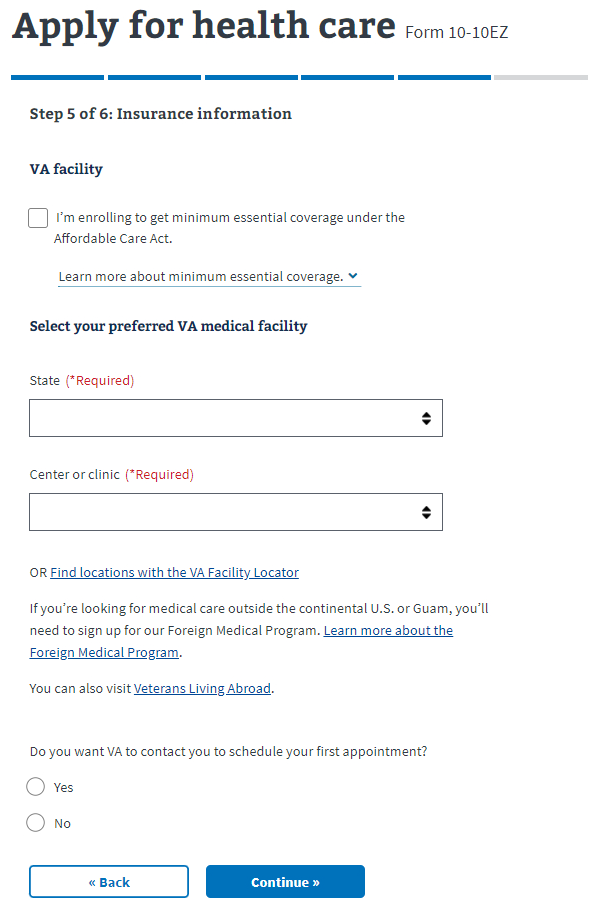 Apply for health care Form 10-10EZ
Step 5 of 6: Insurance information
VA facility
I’m enrolling to get minimum essential coverage under the
Affordable Care Act.
Learn more about minimum essential coverage.
Select your preferred VA medical facility
State (*Required)
Center or clinic (*Required)
OR Find locations with the VA Facility Locator
If you’re looking for medical care outside the continental U.S. or Guam, you’ll
need to sign up for our Foreign Medical Program. Learn more about the
Foreign Medical Program.
You can also visit Veterans Living Abroad.
Do you want VA to contact you to schedule your first appointment?
Yes
No
« Back
Continue »